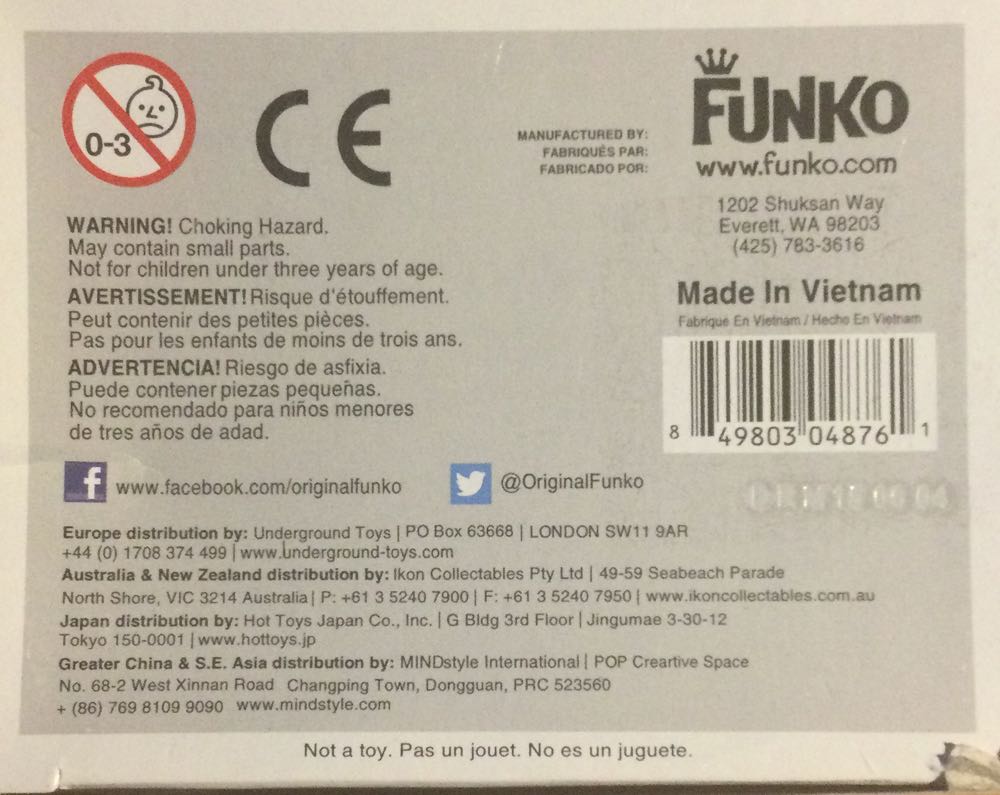 0-3
CE
MANUFACTURED BY:
FABRIQUÉS PAR:
FABRICADO POR:
FUNKO
www.funko.com
1202 Shuksan Way
Everett, WA 98203
(425) 783-3616
WARNING! Choking Hazard.
May contain small parts.
Not for children under three years of age.
AVERTISSEMENT! Risque d'étouffement.
Peut contenir des petites pièces.
Pas pour les enfants de moins de trois ans.
ADVERTENCIA! Riesgo de asfixia.
Puede contener piezas pequeñas.
No recomendado para niños menores
de tres años de adad.
Made In Vietnam
Fabrique En Vietnam / Hecho En Vietnam
8 49803 04876 1
www.facebook.com/originalfunko
@OriginalFunko
Europe distribution by: Underground Toys | PO Box 63668 | LONDON SW11 9AR
+44 (0) 1708 374 499 | www.underground-toys.com
Australia & New Zealand distribution by: Ikon Collectables Pty Ltd | 49-59 Seabeach Parade
North Shore, VIC 3214 Australia | P: +61 3 5240 7900 | F: +61 3 5240 7950 | www.ikoncollectables.com.au
Japan distribution by: Hot Toys Japan Co., Inc. | G Bldg 3rd Floor | Jingumae 3-30-12
Tokyo 150-0001 | www.hottoys.jp
Greater China & S.E. Asia distribution by: MINDstyle International | POP Creartive Space
No. 68-2 West Xinnan Road Changping Town, Dongguan, PRC 523560
+ (86) 769 8109 9090 www.mindstyle.com
Not a toy. Pas un jouet. No es un juguete.